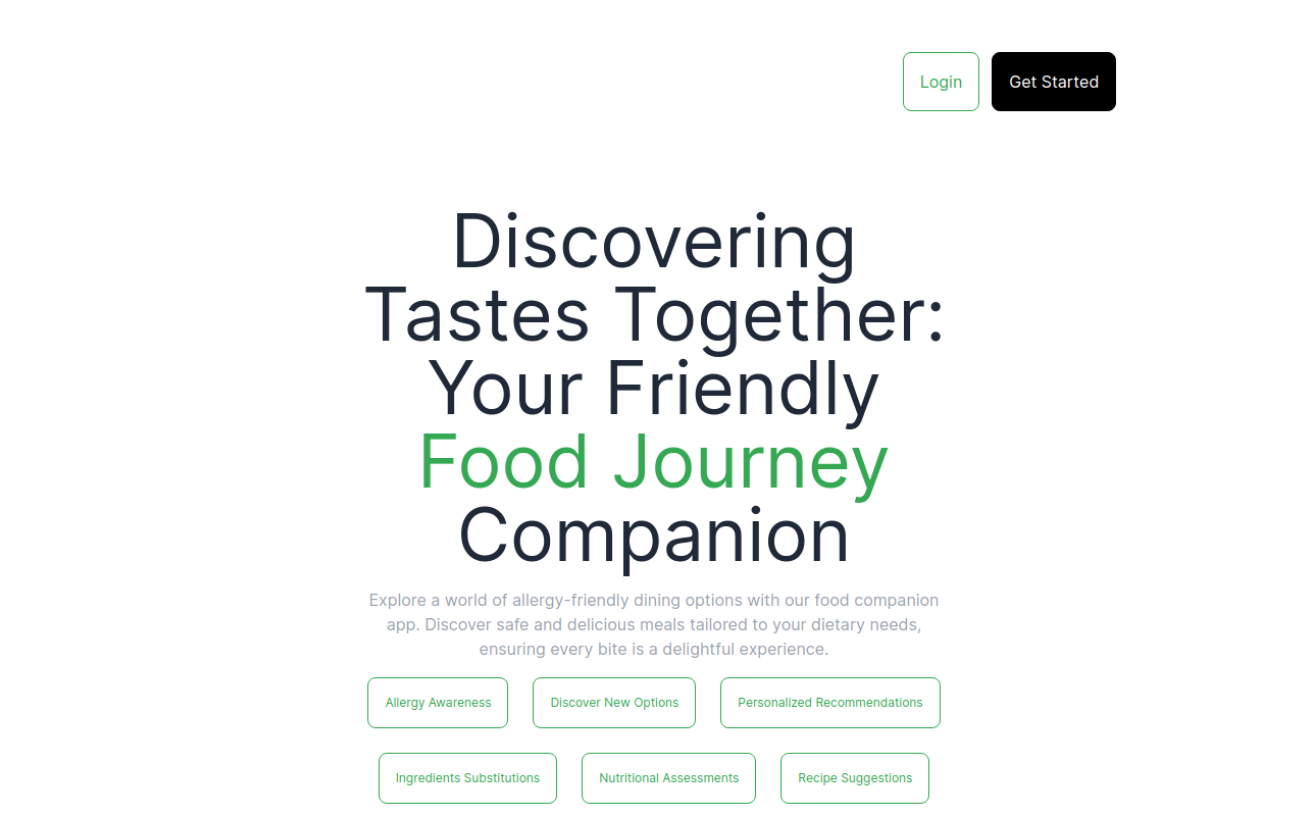 Login
Get Started
Discovering
Tastes Together:
Your Friendly
Food Journey
Companion
Explore a world of allergy-friendly dining options with our food companion
app. Discover safe and delicious meals tailored to your dietary needs,
ensuring every bite is a delightful experience.
Allergy Awareness
Discover New Options
Personalized Recommendations
Ingredients Substitutions
Nutritional Assessments
Recipe Suggestions